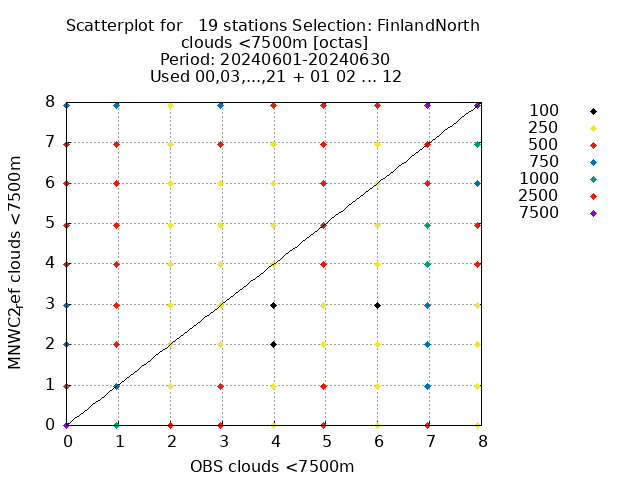 Scatterplot for   19 stations Selection: FinlandNorth
clouds <7500m [octas]
Period: 20240601-20240630
Used 00,03,...,21 + 01 02 ... 12
100
250
500
750
1000
2500
7500
8
7
6
5
4
3
2
1
0
MNWC2ref clouds <7500m
0 1 2 3 4 5 6 7 8
OBS clouds <7500m